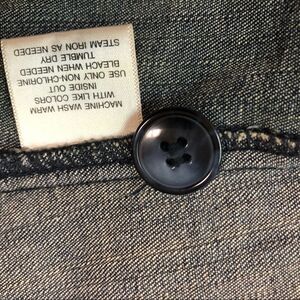 MACHINE WASH WARM
WITH LIKE COLORS
INSIDE OUT
USE ONLY NON-CHLORINE
BLEACH WHEN NEEDED
TUMBLE DRY
STEAM IRON AS NEEDED